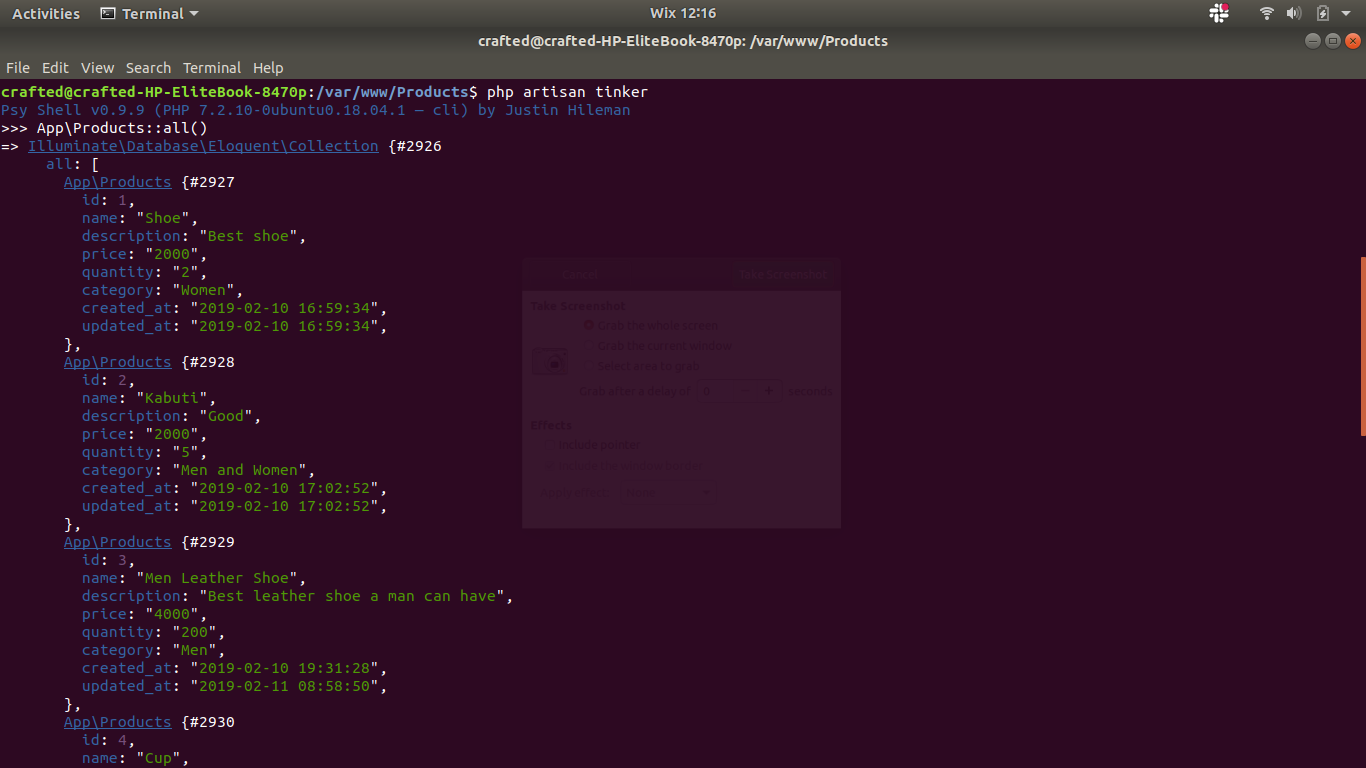 Activities Terminal Wix 12:16
crafted@crafted-HP-EliteBook-8470p: /var/www/Products
File Edit View Search Terminal Help
crafted@crafted-HP-EliteBook-8470p:/var/www/Products$ php artisan tinker
Psy Shell v0.9.9 (PHP 7.2.10-0ubuntu0.18.04.1 — cli) by Justin Hileman
>>> App\Products::all()
=> Illuminate\Database\Eloquent\Collection {#2926
all: [
App\Products {#2927
id: 1,
name: "Shoe",
description: "Best shoe",
price: "2000",
quantity: "2",
category: "Women",
created_at: "2019-02-10 16:59:34",
updated_at: "2019-02-10 16:59:34",
},
App\Products {#2928
id: 2,
name: "Kabuti",
description: "Good",
price: "2000",
quantity: "5",
category: "Men and Women",
created_at: "2019-02-10 17:02:52",
updated_at: "2019-02-10 17:02:52",
},
App\Products {#2929
id: 3,
name: "Men Leather Shoe",
description: "Best leather shoe a man can have",
price: "4000",
quantity: "200",
category: "Men",
created_at: "2019-02-10 19:31:28",
updated_at: "2019-02-11 08:58:50",
},
App\Products {#2930
id: 4,
name: "Cup",
Cancel Take Screenshot
Take Screenshot
Grab the whole screen
Grab the current window
Select area to grab
Grab after a delay of 0 - + seconds
Effects
Include pointer
Include the window border
Apply effect: None